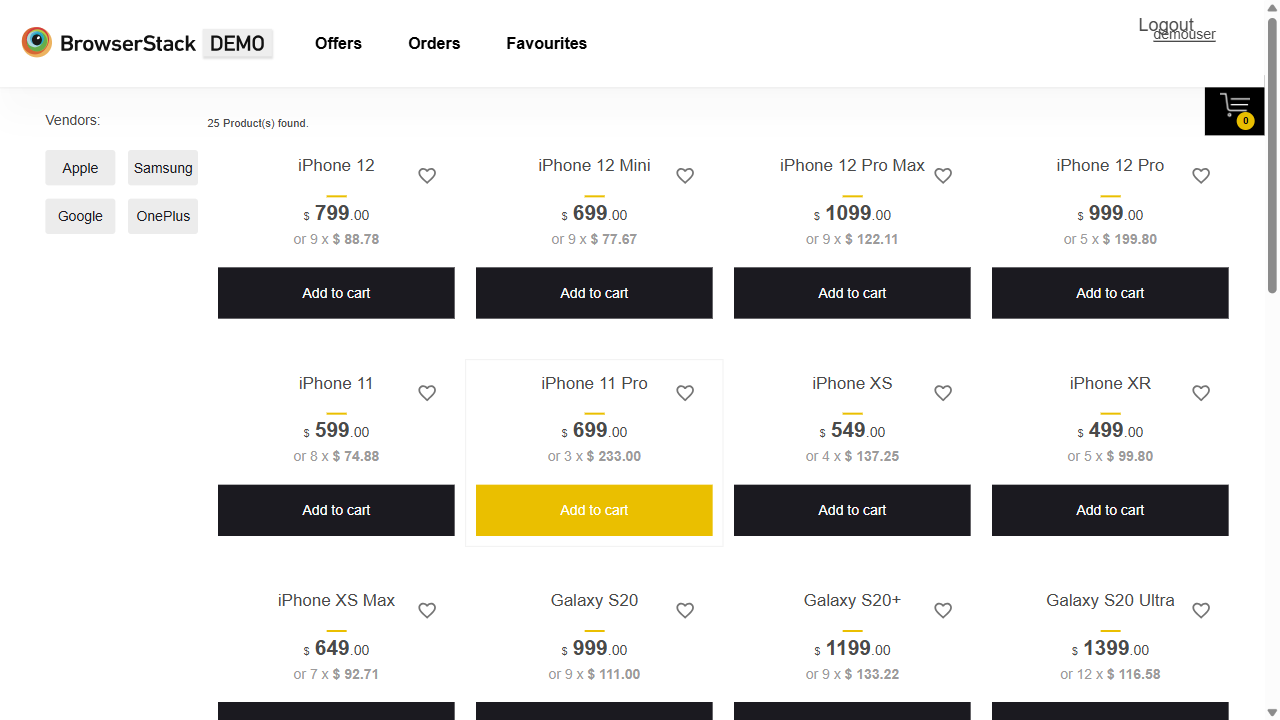 BrowserStack DEMO Offers Orders Favourites Logout
demouser
0
Vendors:
25 Product(s) found.
Apple Samsung
Google OnePlus
iPhone 12 iPhone 12 Mini iPhone 12 Pro Max iPhone 12 Pro
$ 799.00 $ 699.00 $ 1099.00 $ 999.00
or 9 x $ 88.78 or 9 x $ 77.67 or 9 x $ 122.11 or 5 x $ 199.80
Add to cart Add to cart Add to cart Add to cart
iPhone 11 iPhone 11 Pro iPhone XS iPhone XR
$ 599.00 $ 699.00 $ 549.00 $ 499.00
or 8 x $ 74.88 or 3 x $ 233.00 or 4 x $ 137.25 or 5 x $ 99.80
Add to cart Add to cart Add to cart Add to cart
iPhone XS Max Galaxy S20 Galaxy S20+ Galaxy S20 Ultra
$ 649.00 $ 999.00 $ 1199.00 $ 1399.00
or 7 x $ 92.71 or 9 x $ 111.00 or 9 x $ 133.22 or 12 x $ 116.58